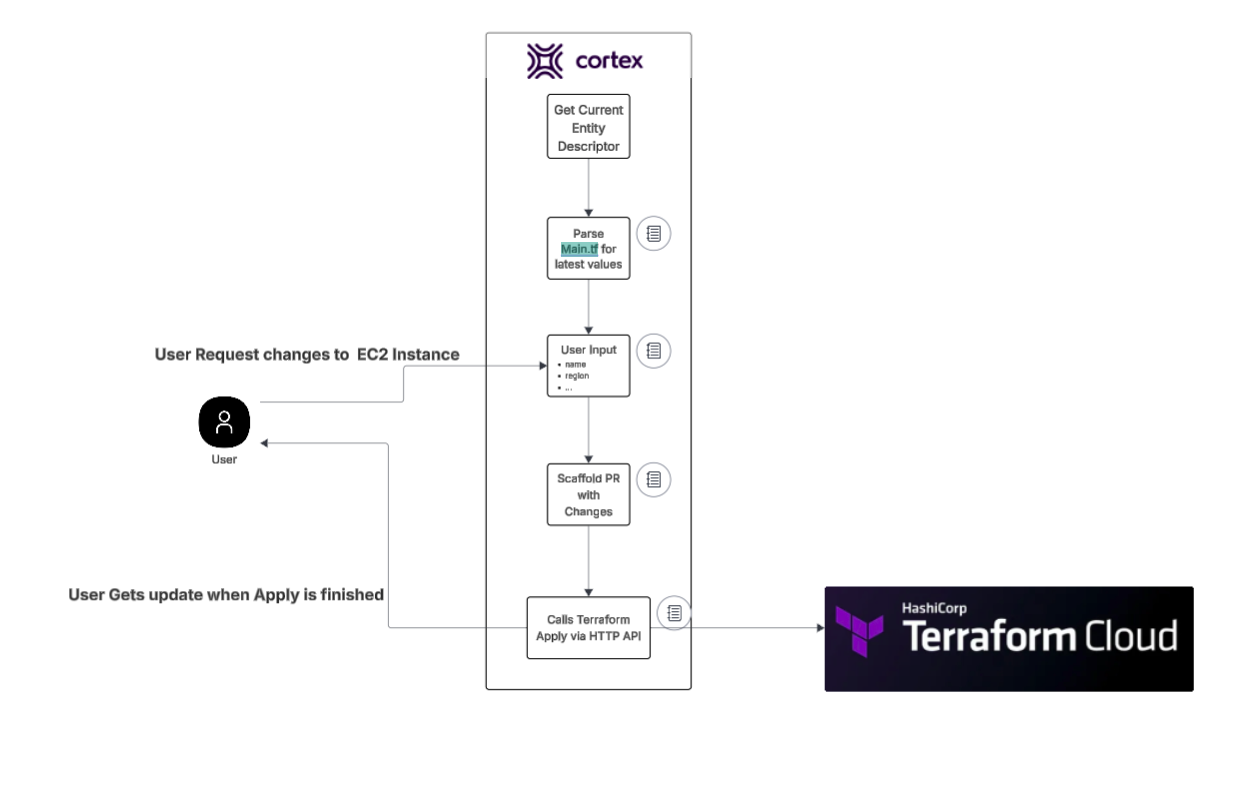 cortex
Get Current
Entity
Descriptor
Parse
Main.tf for
latest values
User Request changes to EC2 Instance
User Input
• name
• region
• ...
User
Scaffold PR
with
Changes
User Gets update when Apply is finished
Calls Terraform
Apply via HTTP API
HashiCorp
Terraform Cloud